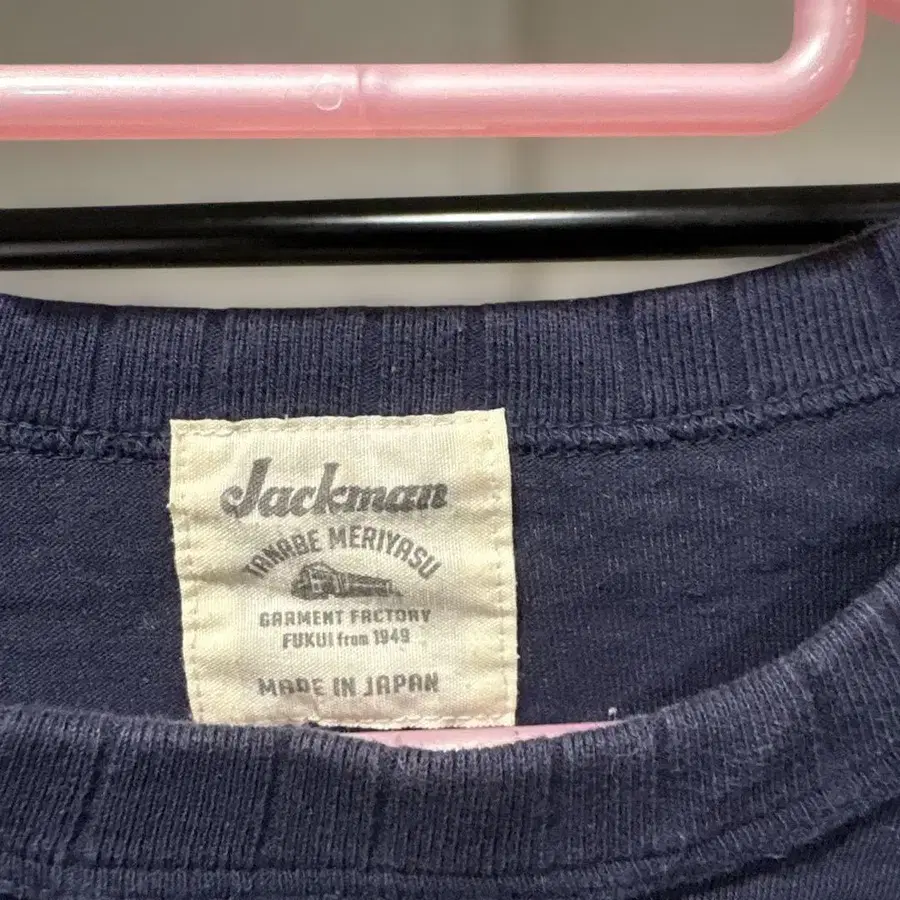 Jackman
TANABE MERIYASU
GARMENT FACTORY
FUKUI from 1949
MADE IN JAPAN